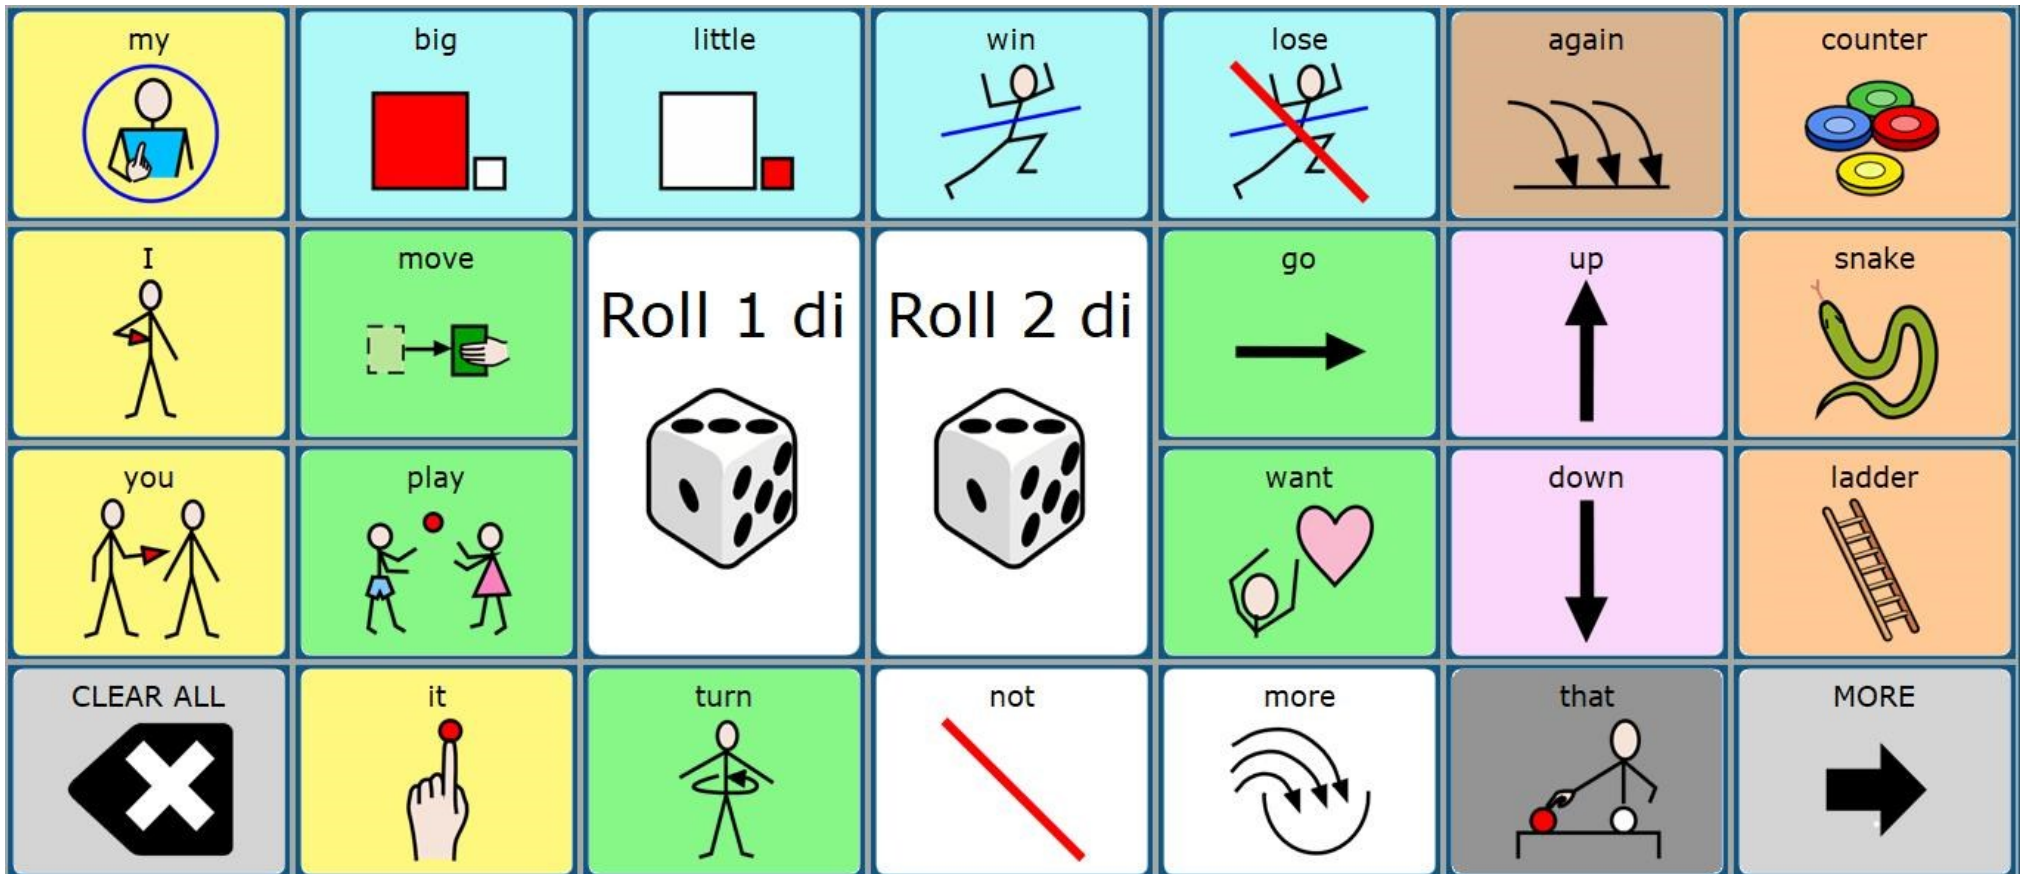 my
big
little
win
lose
again
counter
I
move
Roll 1 di
Roll 2 di
go
up
snake
you
play
want
down
ladder
CLEAR ALL
it
turn
not
more
that
MORE